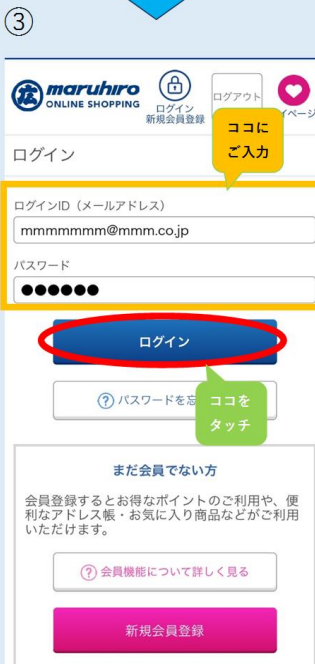 ③
maruhiro
ONLINE SHOPPING
ログイン
新規会員登録
ログアウト
ページ
ココに
ご入力
ログイン
ログインID（メールアドレス）
mmmmmmm@mmm.co.jp
パスワード
●●●●●●
ログイン
? パスワードを忘
ココを
タッチ
まだ会員でない方
会員登録するとお得なポイントのご利用や、便
利なアドレス帳・お気に入り商品などがご利用
いただけます。
? 会員機能について詳しく見る
新規会員登録